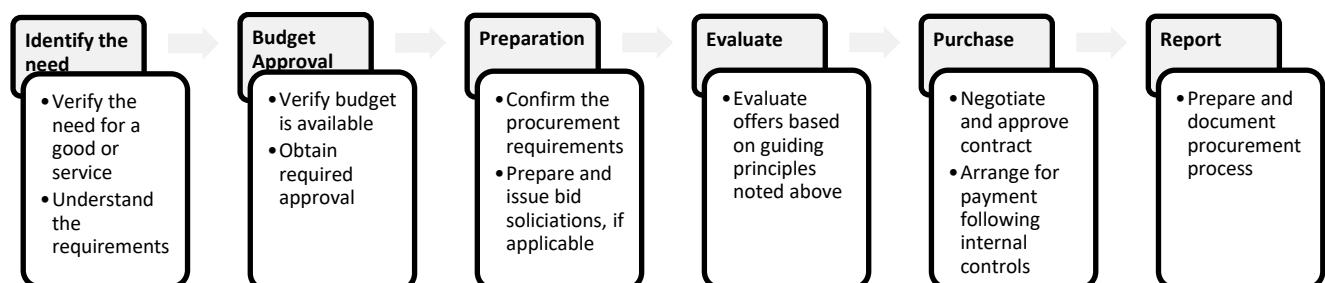 Identify the
need
• Verify the
need for a
good or
service
• Understand
the
requirements
Budget
Approval
• Verify budget
is available
• Obtain
required
approval
Preparation
• Confirm the
procurement
requirements
• Prepare and
issue bid
soliciations, if
applicable
Evaluate
• Evaluate
offers based
on guiding
principles
noted above
Purchase
• Negotiate
and approve
contract
• Arrange for
payment
following
internal
controls
Report
• Prepare and
document
procurement
process